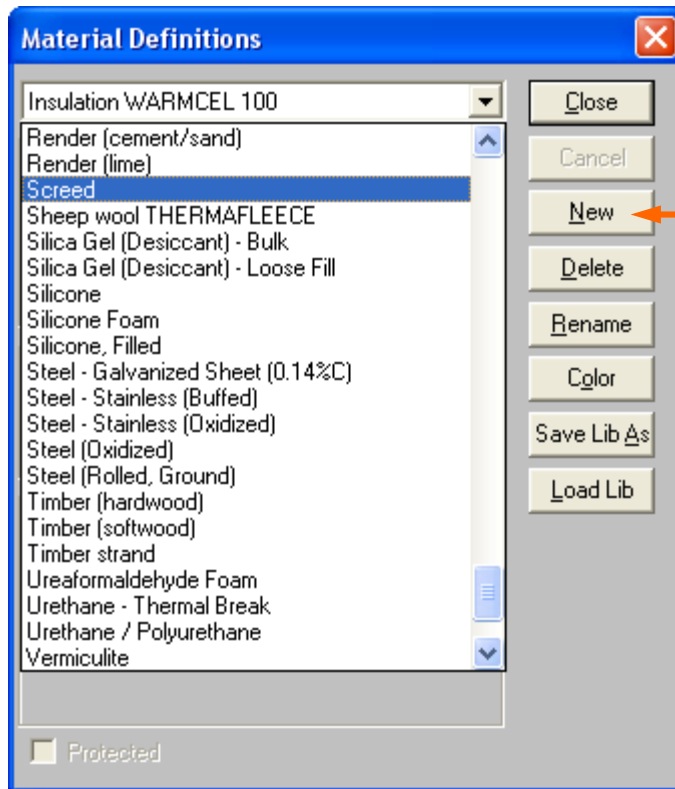 Material Definitions
Insulation WARMCEL 100
Close
Render (cement/sand)
Render (lime)
Cancel
Screed
New
Sheep wool THERMAFLEECE
Silica Gel (Desiccant) - Bulk
Silica Gel (Desiccant) - Loose Fill
Delete
Silicone
Silicone Foam
Rename
Silicone, Filled
Steel - Galvanized Sheet (0.14%C)
Color
Steel - Stainless (Buffed)
Steel - Stainless (Oxidized)
Save Lib As
Steel (Oxidized)
Steel (Rolled, Ground)
Load Lib
Timber (hardwood)
Timber (softwood)
Timber strand
Ureaformaldehyde Foam
Urethane - Thermal Break
Urethane / Polyurethane
Vermiculite
Protected